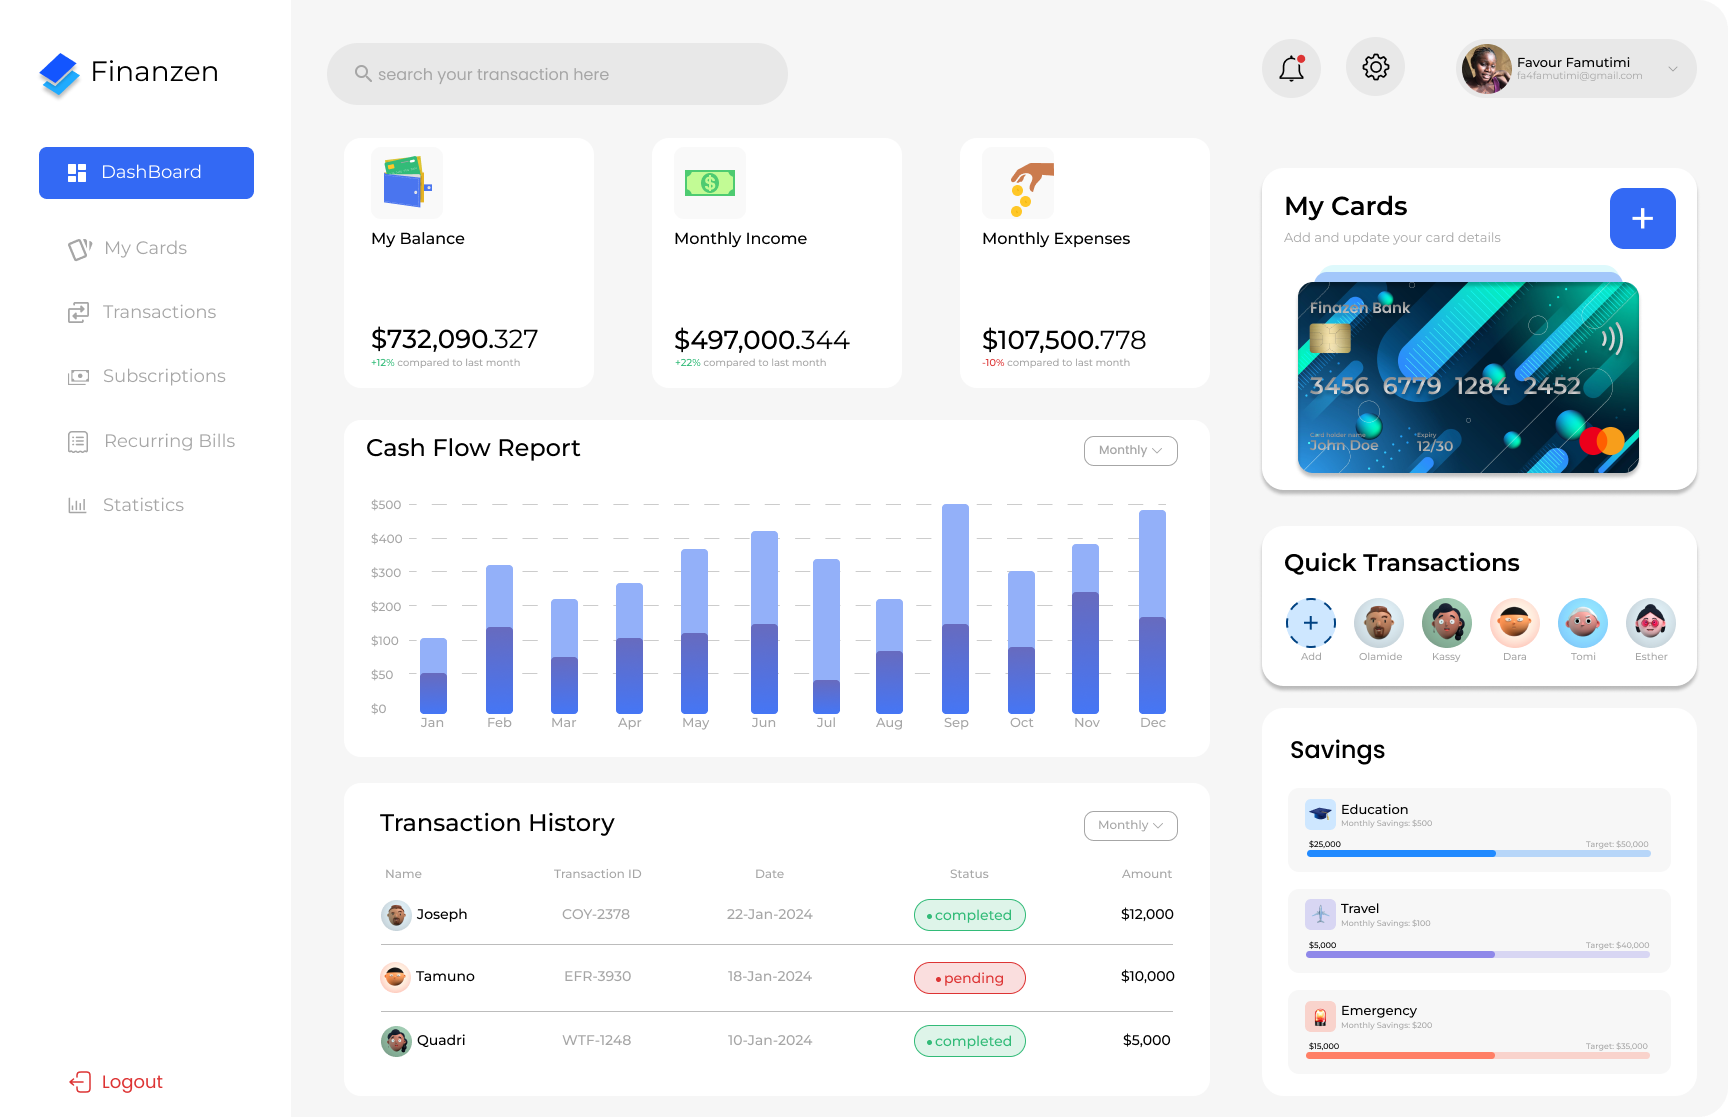 Finanzen
DashBoard
My Cards
Transactions
Subscriptions
Recurring Bills
Statistics
Logout
search your transaction here
Favour Famutimi
fa4famutimi@gmail.com
My Balance
$732,090.327
+12% compared to last month
Monthly Income
$497,000.344
+22% compared to last month
Monthly Expenses
$107,500.778
-10% compared to last month
Cash Flow Report
Monthly
$500
$400
$300
$200
$100
$50
$0
Jan Feb Mar Apr May Jun Jul Aug Sep Oct Nov Dec
Transaction History
Monthly
Name Transaction ID Date Status Amount
Joseph COY-2378 22-Jan-2024 completed $12,000
Tamuno EFR-3930 18-Jan-2024 pending $10,000
Quadri WTF-1248 10-Jan-2024 completed $5,000
My Cards
Add and update your card details
+
Finazen Bank
3456 6779 1284 2452
Card holder name Expiry
John Doe 12/30
Quick Transactions
+
Add Olamide Kassy Dara Tomi Esther
Savings
Education
Monthly Savings: $500
$25,000 Target: $50,000
Travel
Monthly Savings: $100
$5,000 Target: $40,000
Emergency
Monthly Savings: $200
$15,000 Target: $35,000